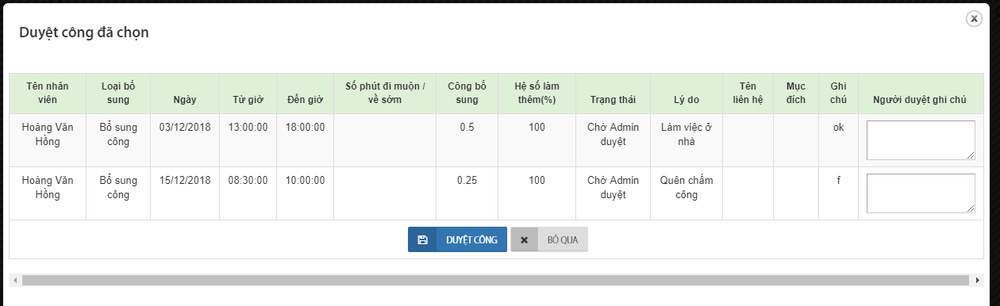 Duyệt công đã chọn
Tên nhân viên
Loại bổ sung
Ngày
Từ giờ
Đến giờ
Số phút đi muộn / về sớm
Công bổ sung
Hệ số làm thêm(%)
Trạng thái
Lý do
Tên liên hệ
Mục đích
Ghi chú
Người duyệt ghi chú
Hoàng Văn Hồng
Bổ sung công
03/12/2018
13:00:00
18:00:00
0.5
100
Chờ Admin duyệt
Làm việc ở nhà
ok
Hoàng Văn Hồng
Bổ sung công
15/12/2018
08:30:00
10:00:00
0.25
100
Chờ Admin duyệt
Quên chấm công
f
DUYỆT CÔNG
BỎ QUA